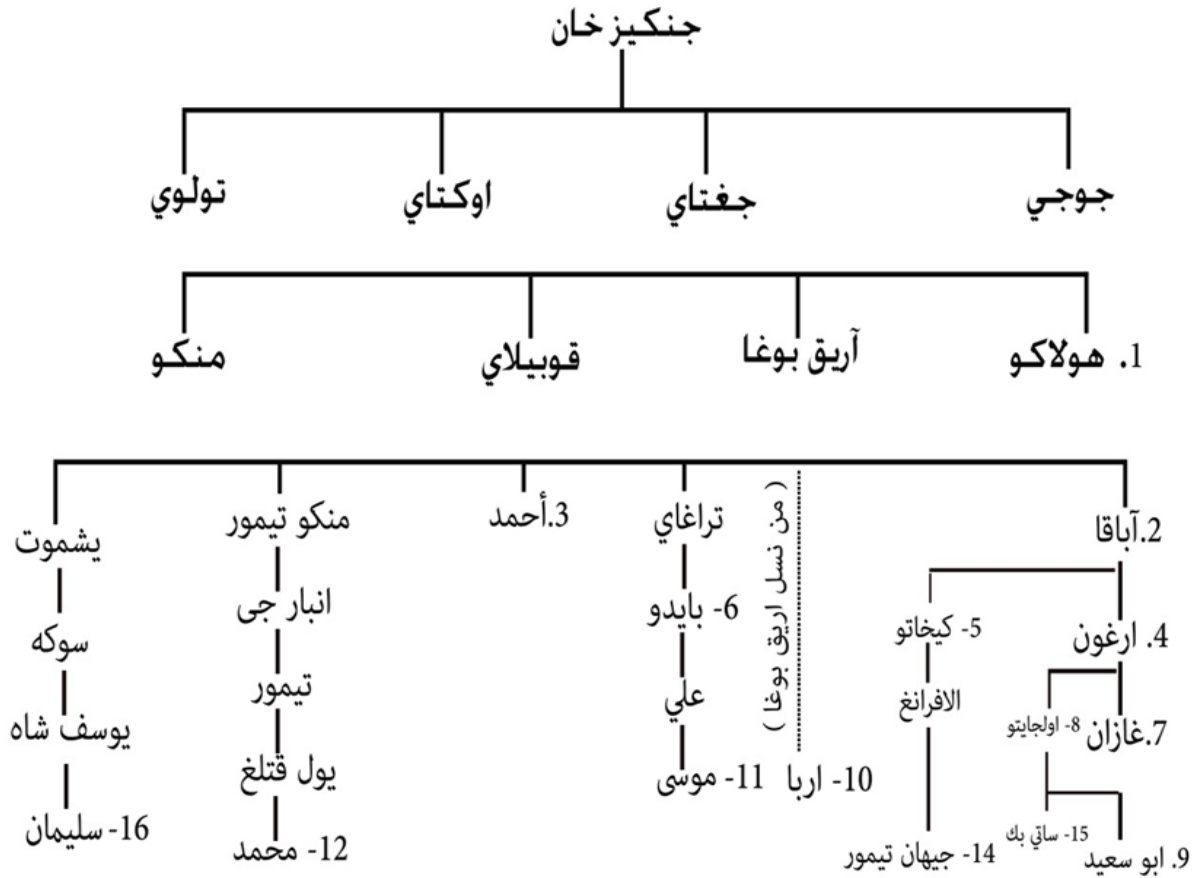 جنكيز خان
جوجي
جغتاي
اوكتاي
تولوي
1. هولاكو
آريق بوغا
قوبيلاي
منكو
2.آباقا
4. ارغون
7.غازان
8- اولجايتو
9. ابو سعيد
15- ساتي بك
5- كيخاتو
الافرانغ
14- جيهان تيمور
( من نسل اريق بوغا )
10- اربا
تراغاي
6- بايدو
علي
11- موسى
3.أحمد
منكو تيمور
انبار جى
تيمور
يول قتلغ
12- محمد
يشموت
سوكه
يوسف شاه
16- سليمان